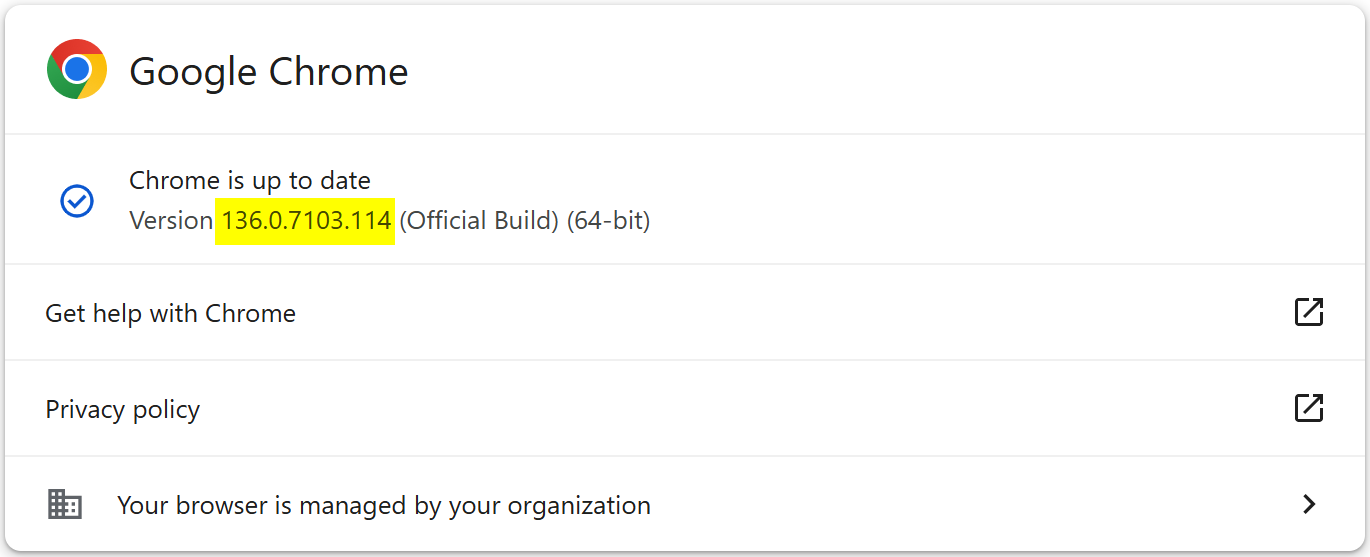 Google Chrome
Chrome is up to date
Version 136.0.7103.114 (Official Build) (64-bit)
Get help with Chrome
Privacy policy
Your browser is managed by your organization